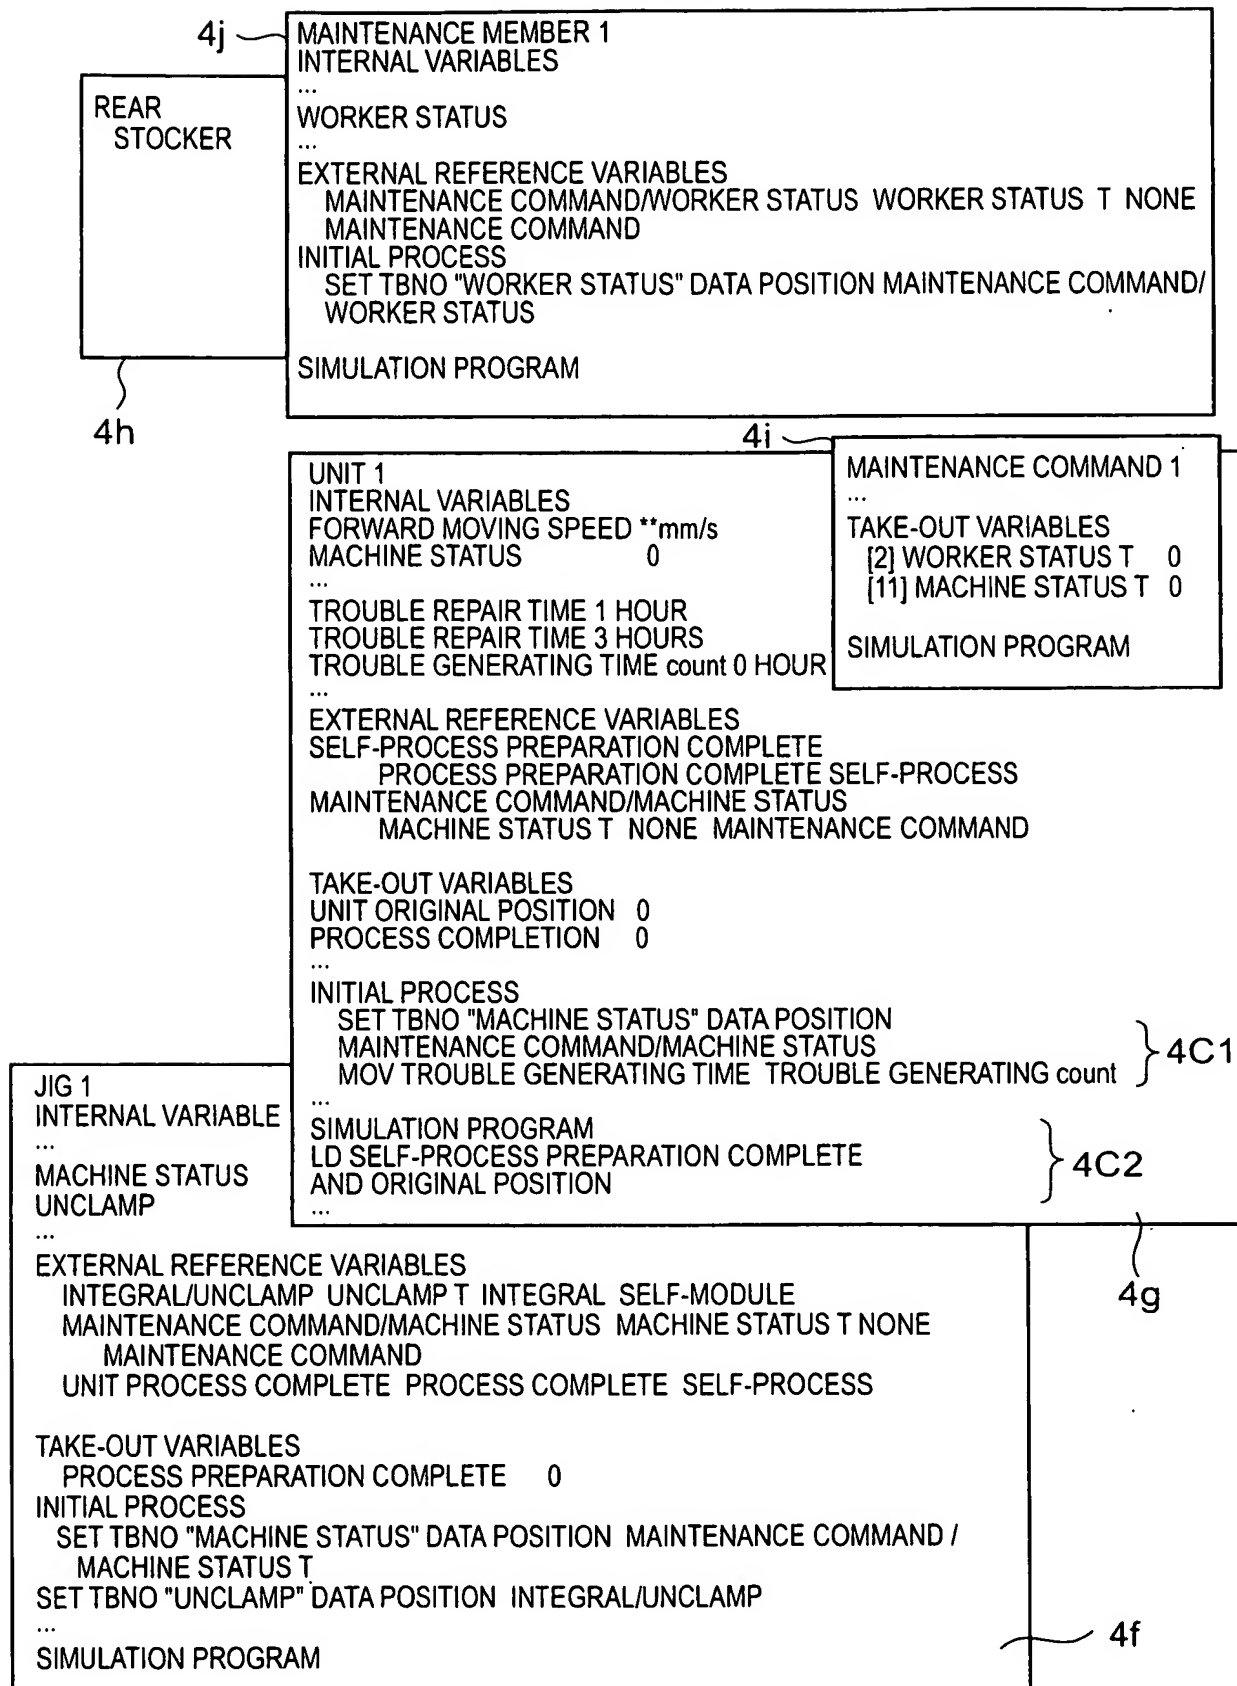 4j
MAINTENANCE MEMBER 1
INTERNAL VARIABLES
...
WORKER STATUS
...
EXTERNAL REFERENCE VARIABLES
MAINTENANCE COMMAND/WORKER STATUS WORKER STATUS T NONE
MAINTENANCE COMMAND
INITIAL PROCESS
SET TBNO "WORKER STATUS" DATA POSITION MAINTENANCE COMMAND/
WORKER STATUS
SIMULATION PROGRAM
REAR
STOCKER
4h
4i
MAINTENANCE COMMAND 1
...
TAKE-OUT VARIABLES
[2] WORKER STATUS T 0
[11] MACHINE STATUS T 0
SIMULATION PROGRAM
UNIT 1
INTERNAL VARIABLES
FORWARD MOVING SPEED **mm/s
MACHINE STATUS 0
...
TROUBLE REPAIR TIME 1 HOUR
TROUBLE REPAIR TIME 3 HOURS
TROUBLE GENERATING TIME count 0 HOUR
...
EXTERNAL REFERENCE VARIABLES
SELF-PROCESS PREPARATION COMPLETE
PROCESS PREPARATION COMPLETE SELF-PROCESS
MAINTENANCE COMMAND/MACHINE STATUS
MACHINE STATUS T NONE MAINTENANCE COMMAND
TAKE-OUT VARIABLES
UNIT ORIGINAL POSITION 0
PROCESS COMPLETION 0
...
INITIAL PROCESS
SET TBNO "MACHINE STATUS" DATA POSITION
MAINTENANCE COMMAND/MACHINE STATUS
MOV TROUBLE GENERATING TIME TROUBLE GENERATING count
4C1
...
SIMULATION PROGRAM
LD SELF-PROCESS PREPARATION COMPLETE
AND ORIGINAL POSITION
...
4C2
4g
JIG 1
INTERNAL VARIABLE
...
MACHINE STATUS
UNCLAMP
...
EXTERNAL REFERENCE VARIABLES
INTEGRAL/UNCLAMP UNCLAMP T INTEGRAL SELF-MODULE
MAINTENANCE COMMAND/MACHINE STATUS MACHINE STATUS T NONE
MAINTENANCE COMMAND
UNIT PROCESS COMPLETE PROCESS COMPLETE SELF-PROCESS
TAKE-OUT VARIABLES
PROCESS PREPARATION COMPLETE 0
INITIAL PROCESS
SET TBNO "MACHINE STATUS" DATA POSITION MAINTENANCE COMMAND /
MACHINE STATUS T
SET TBNO "UNCLAMP" DATA POSITION INTEGRAL/UNCLAMP
...
SIMULATION PROGRAM
4f